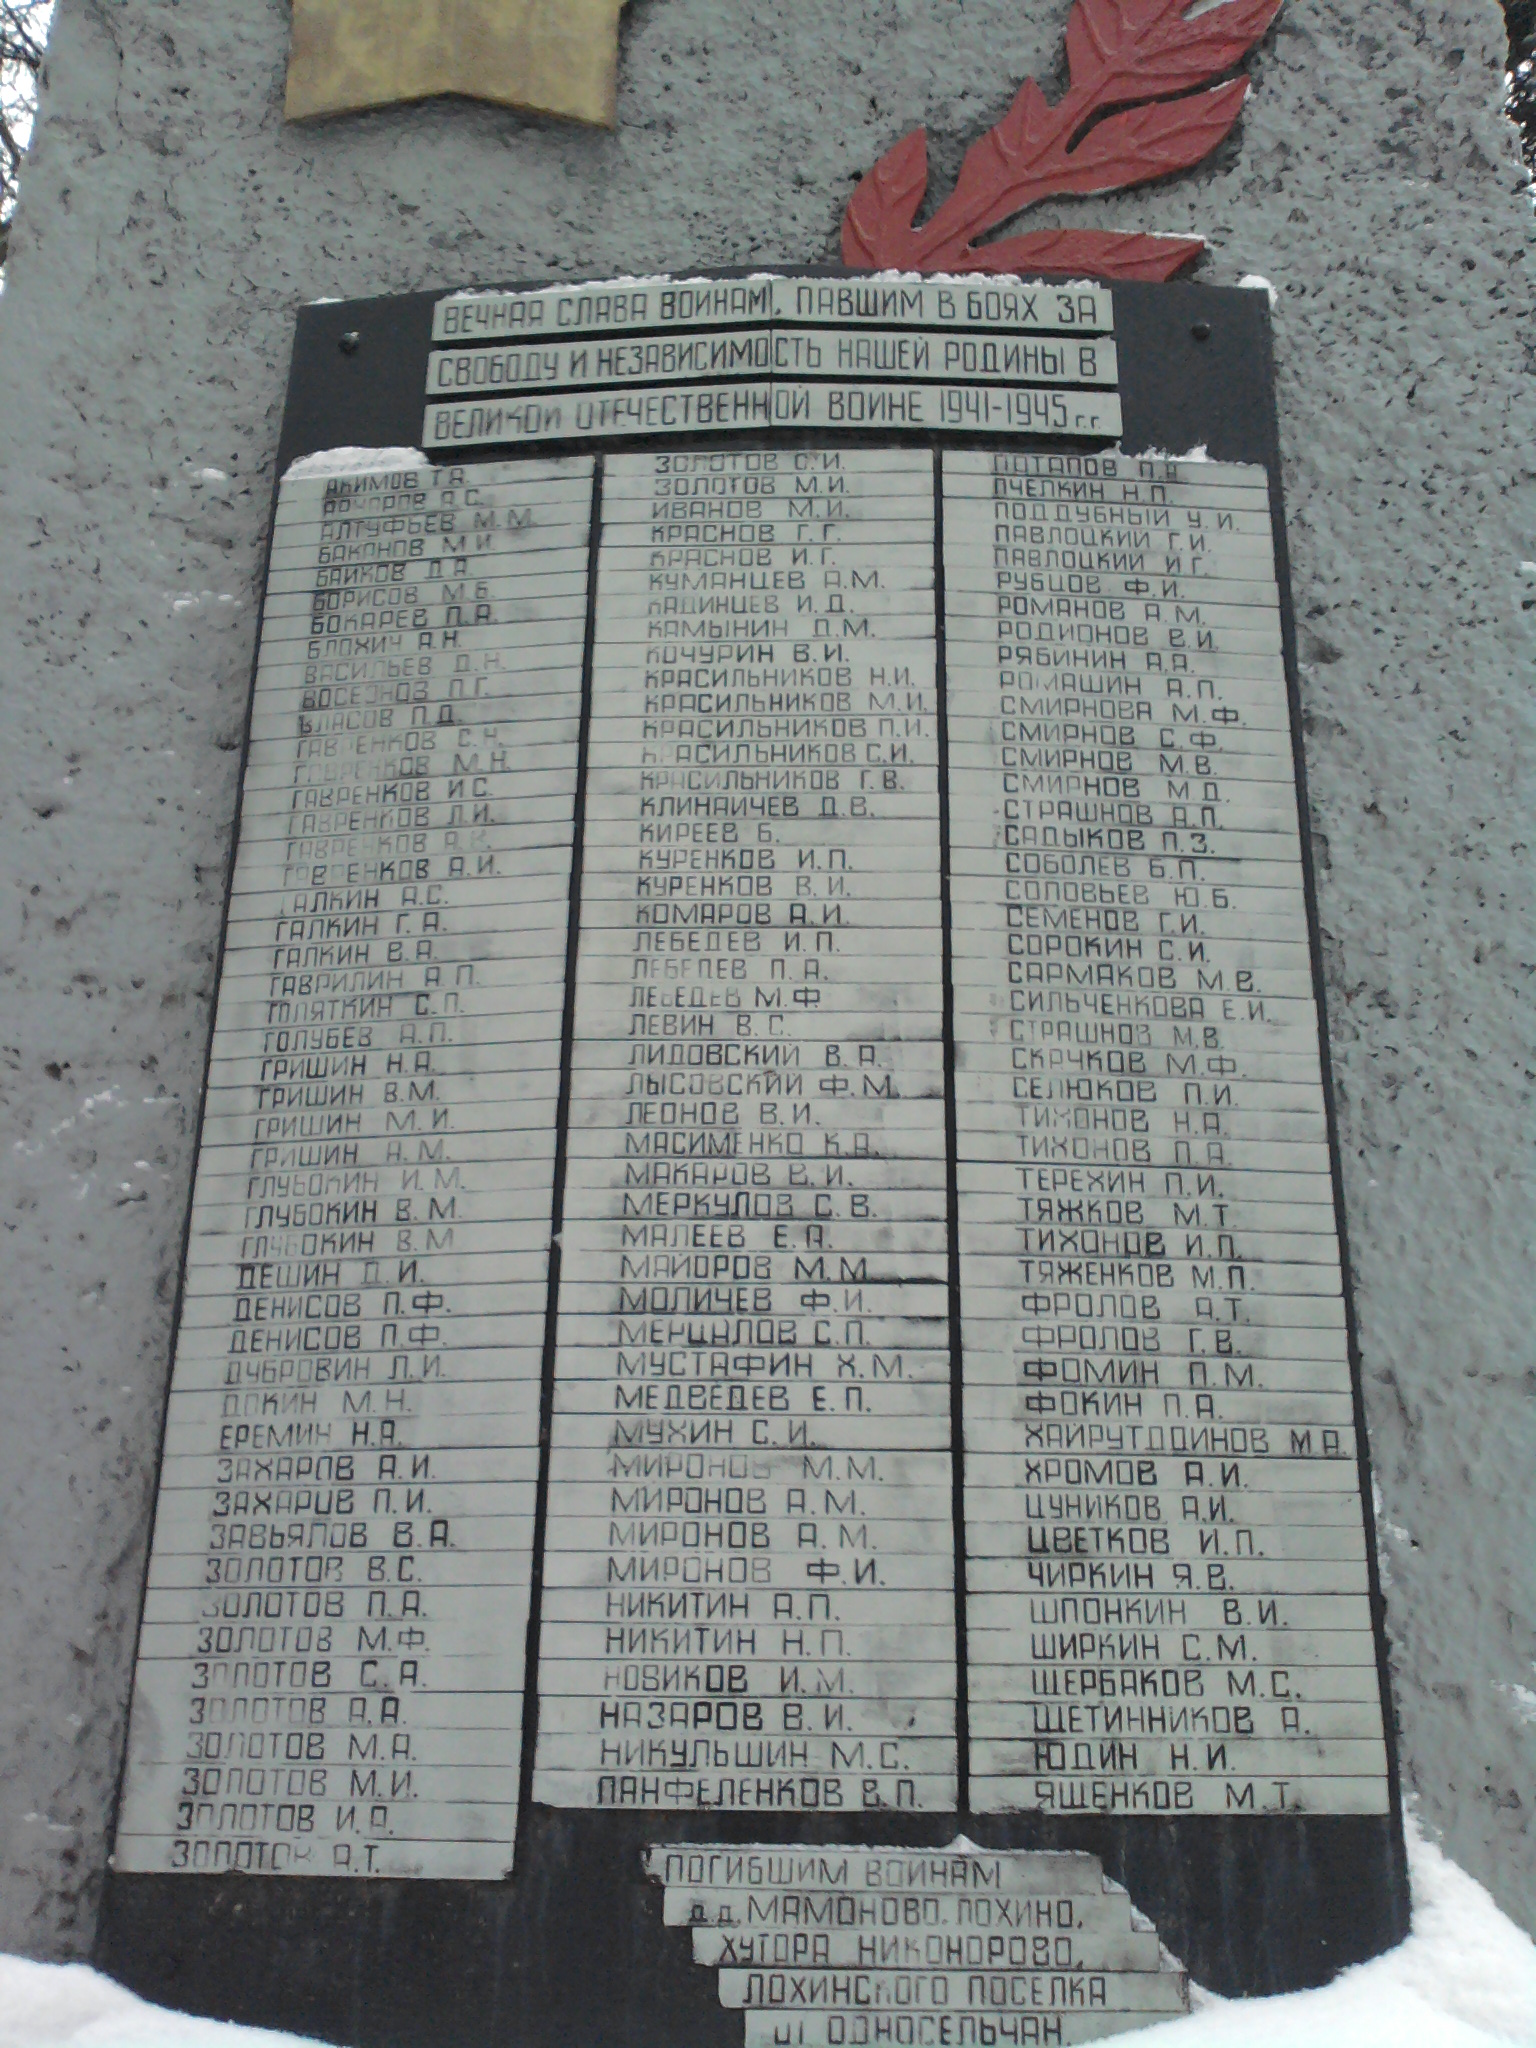 ВЕЧНАЯ СЛАВА ВОИНАМ, ПАВШИМ В БОЯХ ЗА
СВОБОДУ И НЕЗАВИСИМОСТЬ НАШЕЙ РОДИНЫ В
ВЕЛИКОЙ ОТЕЧЕСТВЕННОЙ ВОЙНЕ 1941-1945 г.г.
АКИМОВ Т.А.
А.С.
АЛТУФЬЕВ М.М.
БАКАНОВ М.И.
БАЙКОВ Д.А.
БОРИСОВ М.Б.
БОКАРЕВ П.А.
БЛОХИН А.Н.
ВАСИЛЬЕВ Д.Н.
П.Г.
ВЛАСОВ П.Д.
ГАВРЕНКОВ С.Н.
ГАВРЕНКОВ М.Н.
ГАВРЕНКОВ И.С.
ГАВРЕНКОВ Л.И.
ГАВРЕНКОВ
ГАВРЕНКОВ А.И.
ГАЛКИН А.С.
ГАЛКИН Г.А.
ГАЛКИН В.А.
ГАВРИЛИН А.П.
ГОЛЯТКИН С.П.
ГОЛУБЕВ А.П.
ГРИШИН Н.А.
ГРИШИН В.М.
ГРИШИН М.И.
ГРИШИН А.М.
ГЛУБОКИН И.М.
ГЛУБОКИН В.М.
ГЛУБОКИН В.М
ДЕШИН Д.И.
ДЕНИСОВ П.Ф.
ДЕНИСОВ П.Ф.
ДУБРОВИН Л.И.
ДОКИН М.Н.
ЕРЕМИН Н.А.
ЗАХАРОВ А.И.
ЗАХАРОВ П.И.
ЗАВЬЯЛОВ В.А.
ЗОЛОТОВ В.С.
ЗОЛОТОВ П.А.
ЗОЛОТОВ М.Ф.
ЗОЛОТОВ С.А.
ЗОЛОТОВ А.А.
ЗОЛОТОВ М.А.
ЗОЛОТОВ М.И.
ЗОЛОТОВ И.А.
ЗОЛОТОВ А.Т.
ЗОЛОТОВ С.И.
ЗОЛОТОВ М.И.
ИВАНОВ М.И.
КРАСНОВ Г.Г.
КРАСНОВ И.Г.
КУМАНЦЕВ А.М.
КАДИНЦЕВ И.Д.
КАМЫНИН Д.М.
КОЧУРИН В.И.
КРАСИЛЬНИКОВ Н.И.
КРАСИЛЬНИКОВ М.И.
КРАСИЛЬНИКОВ П.И.
КРАСИЛЬНИКОВ С.И.
КРАСИЛЬНИКОВ Г.В.
КЛИНАИЧЕВ Д.В.
КИРЕЕВ Б.
КУРЕНКОВ И.П.
КУРЕНКОВ В.И.
КОМАРОВ А.И.
ЛЕБЕДЕВ И.П.
ЛЕБЕДЕВ П.А.
ЛЕБЕДЕВ М.Ф
ЛЕВИН В.С.
ЛИДОВСКИЙ В.А.
ЛЫСОВСКИЙ Ф.М.
ЛЕОНОВ В.И.
МАСИМЕНКО К.А.
МАКАРОВ В.И.
МЕРКУЛОВ С.В.
МАЛЕЕВ Е.А.
МАЙОРОВ М.М.
МОЛИЧЕВ Ф.И.
МЕРЦАЛОВ С.П.
МУСТАФИН Х.М.
МЕДВЕДЕВ Е.П.
МУХИН С.И.
МИРОНОВ М.М.
МИРОНОВ А.М.
МИРОНОВ А.М.
МИРОНОВ Ф.И.
НИКИТИН А.П.
НИКИТИН Н.П.
НОВИКОВ И.М.
НАЗАРОВ В.И.
НИКУЛЬШИН М.С.
ПАНФЕЛЕНКОВ В.П.
ПОТАПОВ П.А
ПЧЕЛКИН Н.П.
ПОДДУБНЫЙ У.И.
ПАВЛОЦКИЙ Г.И.
ПАВЛОЦКИЙ И.Г.
РУБЦОВ Ф.И.
РОМАНОВ А.М.
РОДИОНОВ В.И.
РЯБИНИН А.А.
РОМАШИН А.П.
СМИРНОВА М.Ф.
СМИРНОВ С.Ф.
СМИРНОВ М.В.
СМИРНОВ М.Д.
СТРАШНОВ А.П.
САДЫКОВ П.З.
СОБОЛЕВ Б.П.
СОЛОВЬЕВ Ю.Б.
СЕМЕНОВ Г.И.
СОРОКИН С.И.
САРМАКОВ М.В.
СИЛЬЧЕНКОВА Е.И.
СТРАШНОВ М.В.
СКАЧКОВ М.Ф.
СЕЛЮКОВ П.И.
ТИХОНОВ Н.А.
ТИХОНОВ П.А.
ТЕРЕХИН П.И.
ТЯЖКОВ М.Т.
ТИХОНОВ И.П.
ТЯЖЕНКОВ М.П.
ФРОЛОВ А.Т.
ФРОЛОВ Г.В.
ФОМИН П.М.
ФОКИН П.А.
ХАЙРУТДДИНОВ М.А.
ХРОМОВ А.И.
ЦУНИКОВ А.И.
ЦВЕТКОВ И.П.
ЧИРКИН Я.В.
ШПОНКИН В.И.
ШИРКИН С.М.
ЩЕРБАКОВ М.С.
ЩЕТИННИКОВ А.
ЮДИН Н.И.
ЯЩЕНКОВ М.Т.
ПОГИБШИМ ВОИНАМ
д.д. МАМОНОВО, ЛОХИНО,
ХУТОРА НИКОНОРОВО,
ЛОХИНСКОГО ПОСЕЛКА
ОТ ОДНОСЕЛЬЧАН.